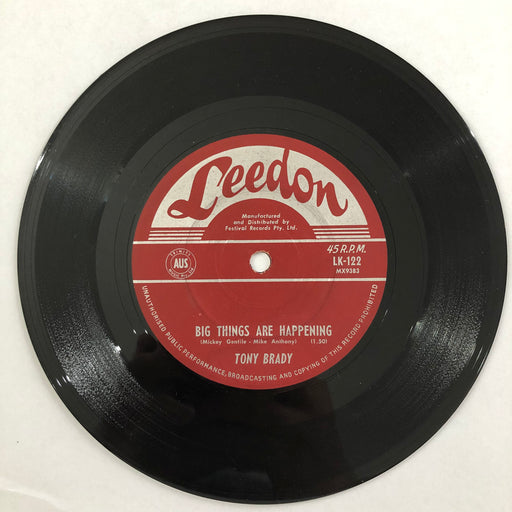 Leedon
Manufactured
and Distributed by
Festival Records Pty. Ltd.
45 R.P.M.
LK-122
MX9383
AUS
BIG THINGS ARE HAPPENING
(Mickey Gentile - Mike Anthony) (1.50)
TONY BRADY
UNAUTHORISED PUBLIC PERFORMANCE, BROADCASTING AND COPYING OF THIS RECORD PROHIBITED